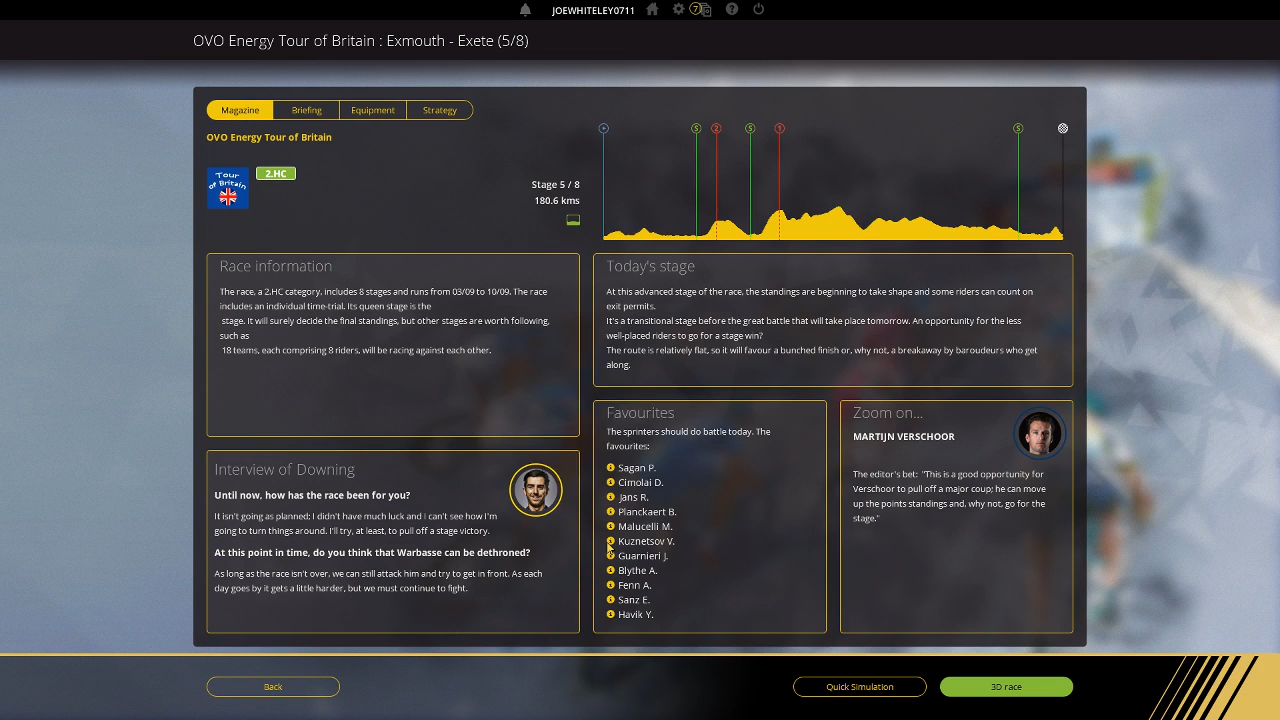 JOEWHITELEY0711
7
OVO Energy Tour of Britain : Exmouth - Exete (5/8)
Magazine
Briefing
Equipment
Strategy
OVO Energy Tour of Britain
Tour of Britain
2.HC
Stage 5 / 8
180.6 kms
S
2
S
1
S
Race information
The race, a 2.HC category, includes 8 stages and runs from 03/09 to 10/09. The race
includes an individual time-trial. Its queen stage is the
stage. It will surely decide the final standings, but other stages are worth following,
such as
18 teams, each comprising 8 riders, will be racing against each other.
Today's stage
At this advanced stage of the race, the standings are beginning to take shape and some riders can count on
exit permits.
It's a transitional stage before the great battle that will take place tomorrow. An opportunity for the less
well-placed riders to go for a stage win?
The route is relatively flat, so it will favour a bunched finish or, why not, a breakaway by baroudeurs who get
along.
Interview of Downing
Until now, how has the race been for you?
It isn't going as planned; I didn't have much luck and I can't see how I'm
going to turn things around. I'll try, at least, to pull off a stage victory.
At this point in time, do you think that Warbasse can be dethroned?
As long as the race isn't over, we can still attack him and try to get in front. As each
day goes by it gets a little harder, but we must continue to fight.
Favourites
The sprinters should do battle today. The
favourites:
Sagan P.
Cimolai D.
Jans R.
Planckaert B.
Malucelli M.
Kuznetsov V.
Guarnieri J.
Blythe A.
Fenn A.
Sanz E.
Havik Y.
Zoom on...
MARTIJN VERSCHOOR
The editor's bet: "This is a good opportunity for
Verschoor to pull off a major coup; he can move
up the points standings and, why not, go for the
stage."
Back
Quick Simulation
3D race